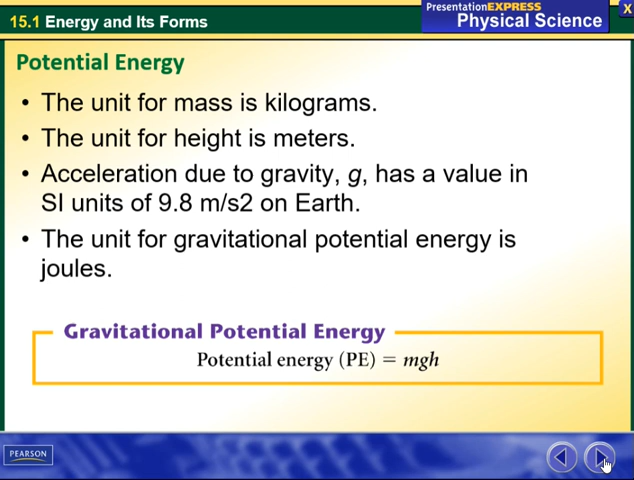 15.1 Energy and Its Forms
PresentationEXPRESS
Physical Science
X
Potential Energy
• The unit for mass is kilograms.
• The unit for height is meters.
• Acceleration due to gravity, g, has a value in
SI units of 9.8 m/s2 on Earth.
• The unit for gravitational potential energy is
joules.
Gravitational Potential Energy
Potential energy (PE) = mgh
PEARSON